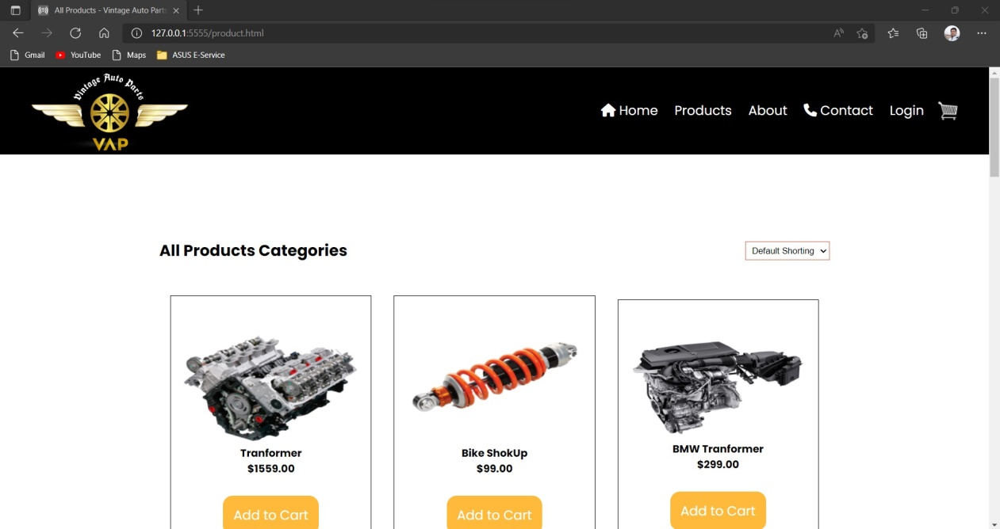 All Products - Vintage Auto Parts
127.0.0.1:5555/product.html
Gmail YouTube Maps ASUS E-Service
Vintage Auto Parts
VAP
Home Products About Contact Login
All Products Categories
Default Shorting
Tranformer
$1559.00
Add to Cart
Bike ShokUp
$99.00
Add to Cart
BMW Tranformer
$299.00
Add to Cart